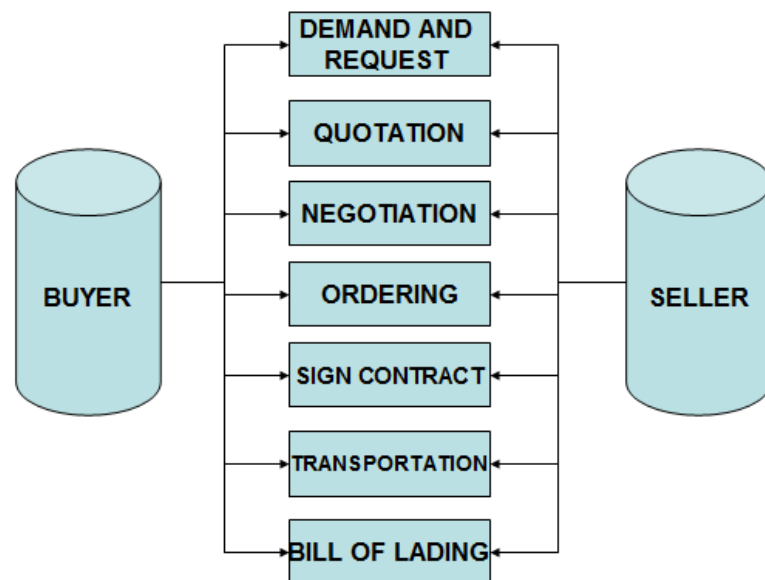 DEMAND AND
REQUEST
QUOTATION
NEGOTIATION
BUYER
ORDERING
SELLER
SIGN CONTRACT
TRANSPORTATION
BILL OF LADING